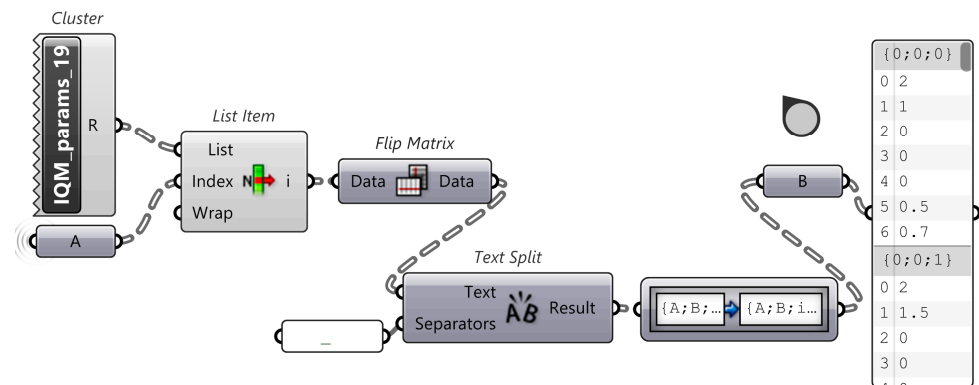 Cluster
IQM_params_19
R
A
List Item
List
Index
Wrap
N
i
Flip Matrix
Data
Data
Text Split
Text
Separators
AB
Result
_
{A;B;...
{A;B;i...
B
{0;0;0}
0 2
1 1
2 0
3 0
4 0
5 0.5
6 0.7
{0;0;1}
0 2
1 1.5
2 0
3 0